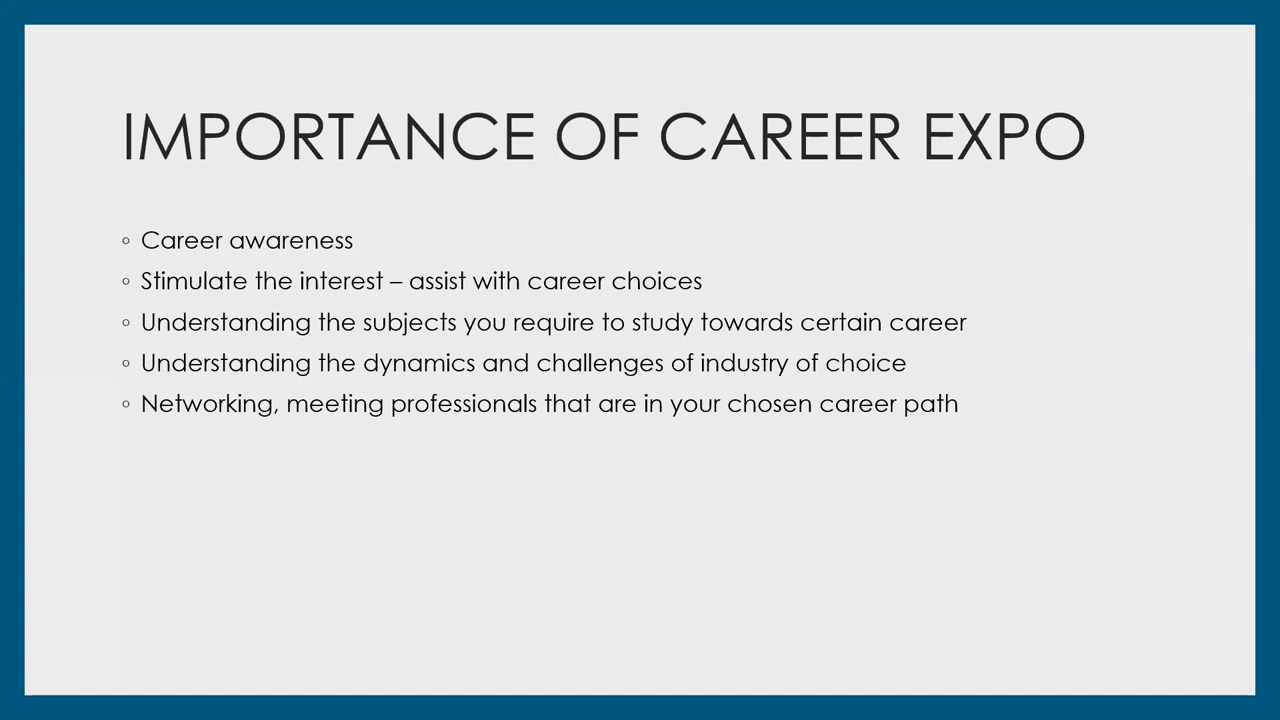 IMPORTANCE OF CAREER EXPO
◦ Career awareness
◦ Stimulate the interest – assist with career choices
◦ Understanding the subjects you require to study towards certain career
◦ Understanding the dynamics and challenges of industry of choice
◦ Networking, meeting professionals that are in your chosen career path